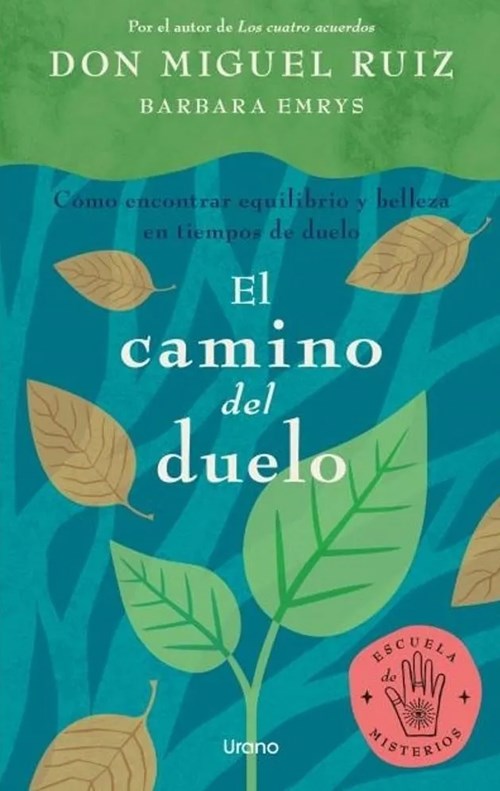 Por el autor de Los cuatro acuerdos
DON MIGUEL RUIZ
BARBARA EMRYS
Cómo encontrar equilibrio y belleza
en tiempos de duelo
El
camino
del
duelo
ESCUELA
de
MISTERIOS
Urano